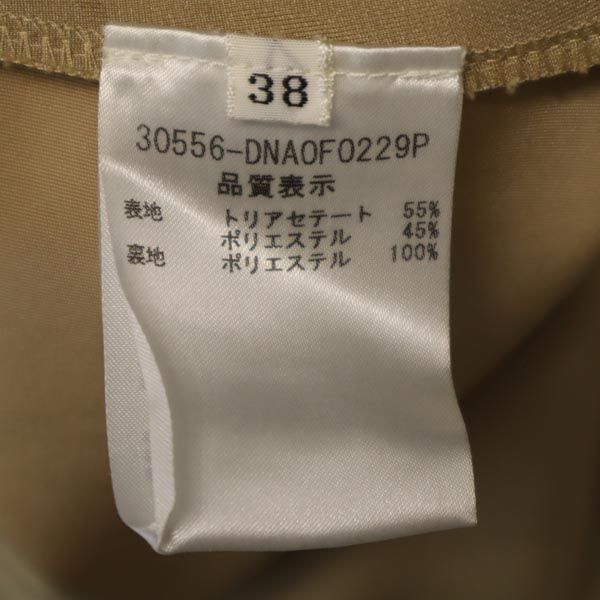 38
30556-DNAOF0229P
品質表示
表地 トリアセテート 55%
ポリエステル 45%
裏地 ポリエステル 100%